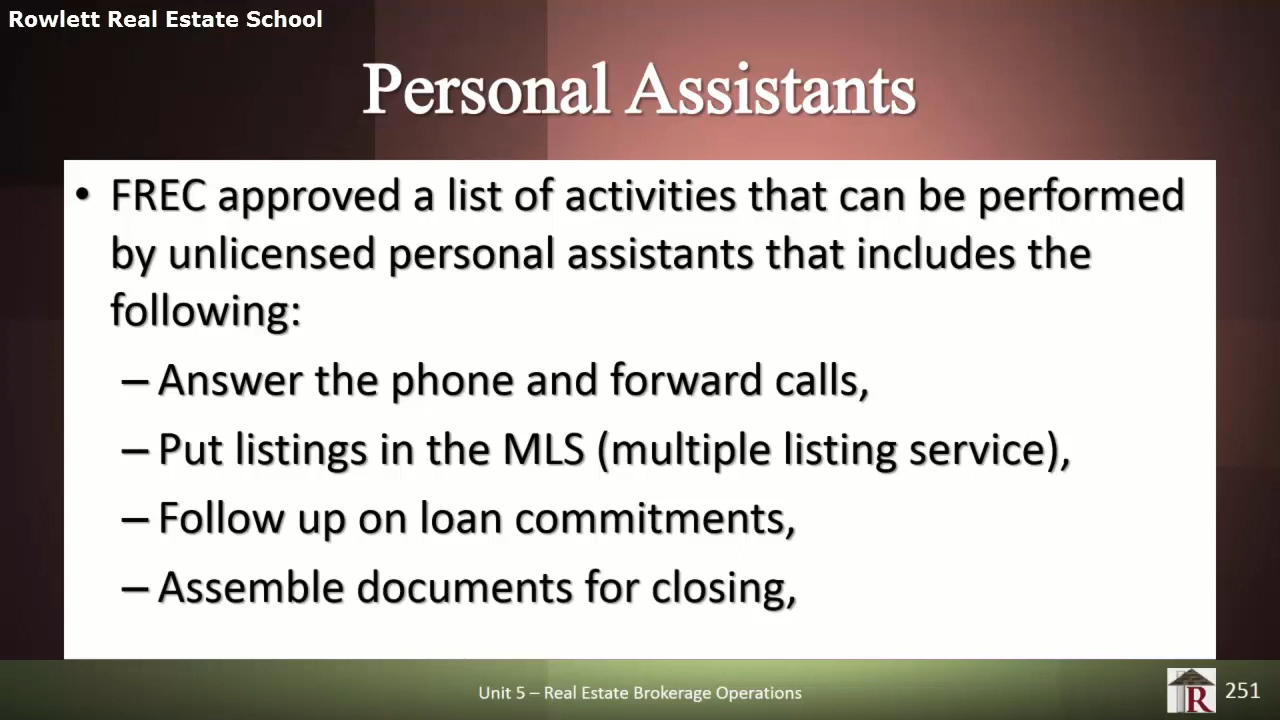 Rowlett Real Estate School
Personal Assistants
• FREC approved a list of activities that can be performed
by unlicensed personal assistants that includes the
following:
– Answer the phone and forward calls,
– Put listings in the MLS (multiple listing service),
– Follow up on loan commitments,
– Assemble documents for closing,
Unit 5 – Real Estate Brokerage Operations
R
251